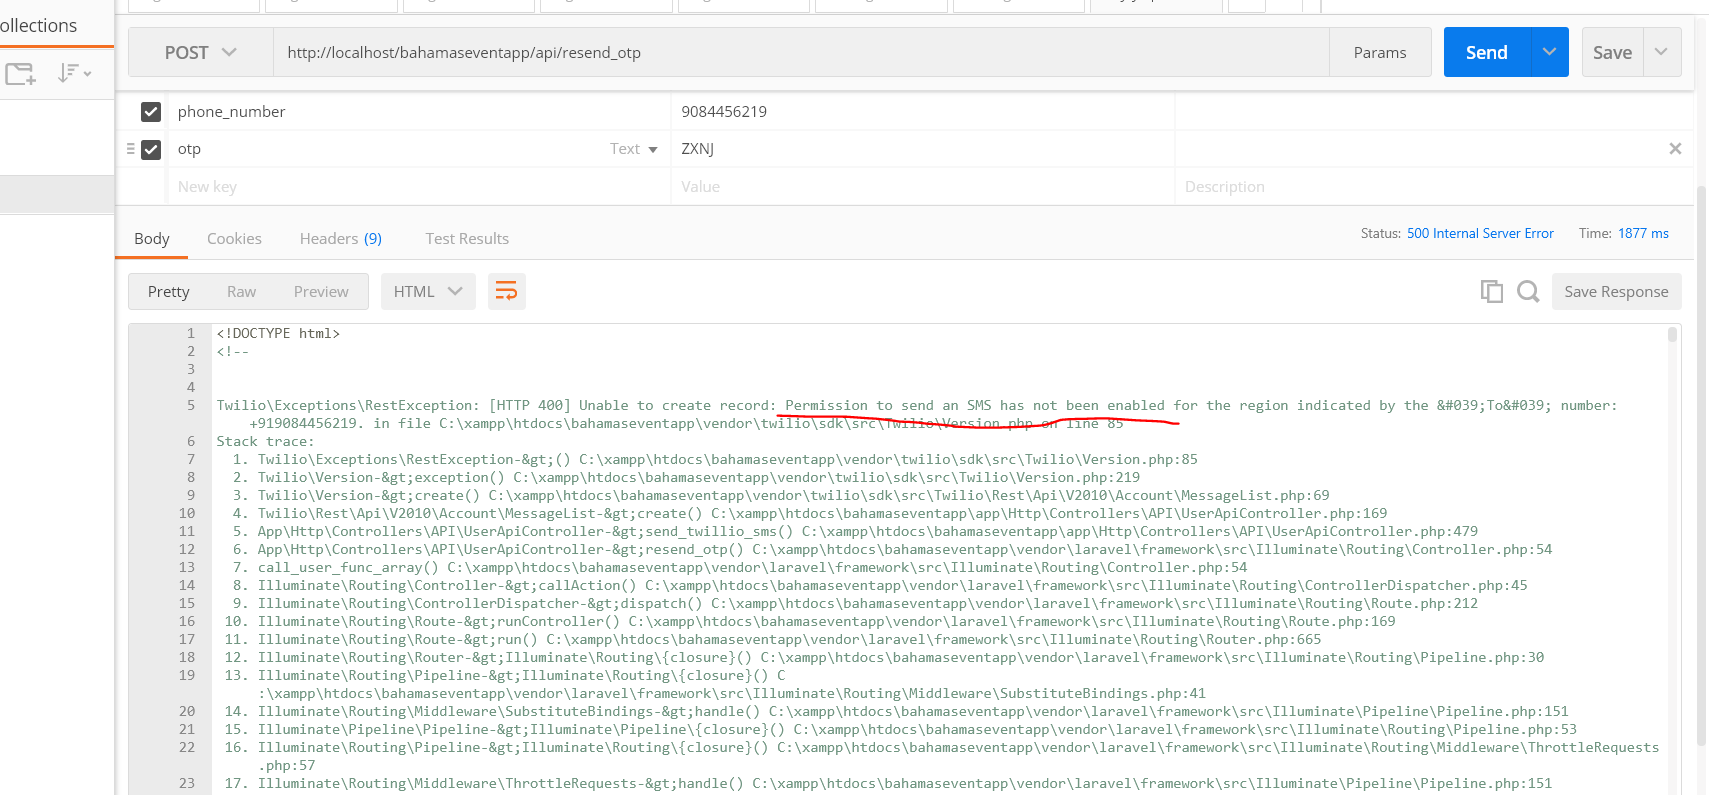 ollections
POST
http://localhost/bahamaseventapp/api/resend_otp
Params
Send
Save
phone_number
9084456219
otp
Text
ZXNJ
New key
Value
Description
Body
Cookies
Headers (9)
Test Results
Status: 500 Internal Server Error
Time: 1877 ms
Pretty
Raw
Preview
HTML
Save Response
1 <!DOCTYPE html>
2 <!--
3
4
5 Twilio\Exceptions\RestException: [HTTP 400] Unable to create record: Permission to send an SMS has not been enabled for the region indicated by the &#039;To&#039; number:
+919084456219. in file C:\xampp\htdocs\bahamaseventapp\vendor\twilio\sdk\src\Twilio\Version.php on line 85
6 Stack trace:
7 1. Twilio\Exceptions\RestException-&gt;() C:\xampp\htdocs\bahamaseventapp\vendor\twilio\sdk\src\Twilio\Version.php:85
8 2. Twilio\Version-&gt;exception() C:\xampp\htdocs\bahamaseventapp\vendor\twilio\sdk\src\Twilio\Version.php:219
9 3. Twilio\Version-&gt;create() C:\xampp\htdocs\bahamaseventapp\vendor\twilio\sdk\src\Twilio\Rest\Api\V2010\Account\MessageList.php:69
10 4. Twilio\Rest\Api\V2010\Account\MessageList-&gt;create() C:\xampp\htdocs\bahamaseventapp\app\Http\Controllers\API\UserApiController.php:169
11 5. App\Http\Controllers\API\UserApiController-&gt;send_twillio_sms() C:\xampp\htdocs\bahamaseventapp\app\Http\Controllers\API\UserApiController.php:479
12 6. App\Http\Controllers\API\UserApiController-&gt;resend_otp() C:\xampp\htdocs\bahamaseventapp\vendor\laravel\framework\src\Illuminate\Routing\Controller.php:54
13 7. call_user_func_array() C:\xampp\htdocs\bahamaseventapp\vendor\laravel\framework\src\Illuminate\Routing\Controller.php:54
14 8. Illuminate\Routing\Controller-&gt;callAction() C:\xampp\htdocs\bahamaseventapp\vendor\laravel\framework\src\Illuminate\Routing\ControllerDispatcher.php:45
15 9. Illuminate\Routing\ControllerDispatcher-&gt;dispatch() C:\xampp\htdocs\bahamaseventapp\vendor\laravel\framework\src\Illuminate\Routing\Route.php:212
16 10. Illuminate\Routing\Route-&gt;runController() C:\xampp\htdocs\bahamaseventapp\vendor\laravel\framework\src\Illuminate\Routing\Route.php:169
17 11. Illuminate\Routing\Route-&gt;run() C:\xampp\htdocs\bahamaseventapp\vendor\laravel\framework\src\Illuminate\Routing\Router.php:665
18 12. Illuminate\Routing\Router-&gt;Illuminate\Routing\{closure}() C:\xampp\htdocs\bahamaseventapp\vendor\laravel\framework\src\Illuminate\Routing\Pipeline.php:30
19 13. Illuminate\Routing\Pipeline-&gt;Illuminate\Routing\{closure}() C
:\xampp\htdocs\bahamaseventapp\vendor\laravel\framework\src\Illuminate\Routing\Middleware\SubstituteBindings.php:41
20 14. Illuminate\Routing\Middleware\SubstituteBindings-&gt;handle() C:\xampp\htdocs\bahamaseventapp\vendor\laravel\framework\src\Illuminate\Pipeline\Pipeline.php:151
21 15. Illuminate\Pipeline\Pipeline-&gt;Illuminate\Pipeline\{closure}() C:\xampp\htdocs\bahamaseventapp\vendor\laravel\framework\src\Illuminate\Routing\Pipeline.php:53
22 16. Illuminate\Routing\Pipeline-&gt;Illuminate\Routing\{closure}() C:\xampp\htdocs\bahamaseventapp\vendor\laravel\framework\src\Illuminate\Routing\Middleware\ThrottleRequests
.php:57
23 17. Illuminate\Routing\Middleware\ThrottleRequests-&gt;handle() C:\xampp\htdocs\bahamaseventapp\vendor\laravel\framework\src\Illuminate\Pipeline\Pipeline.php:151